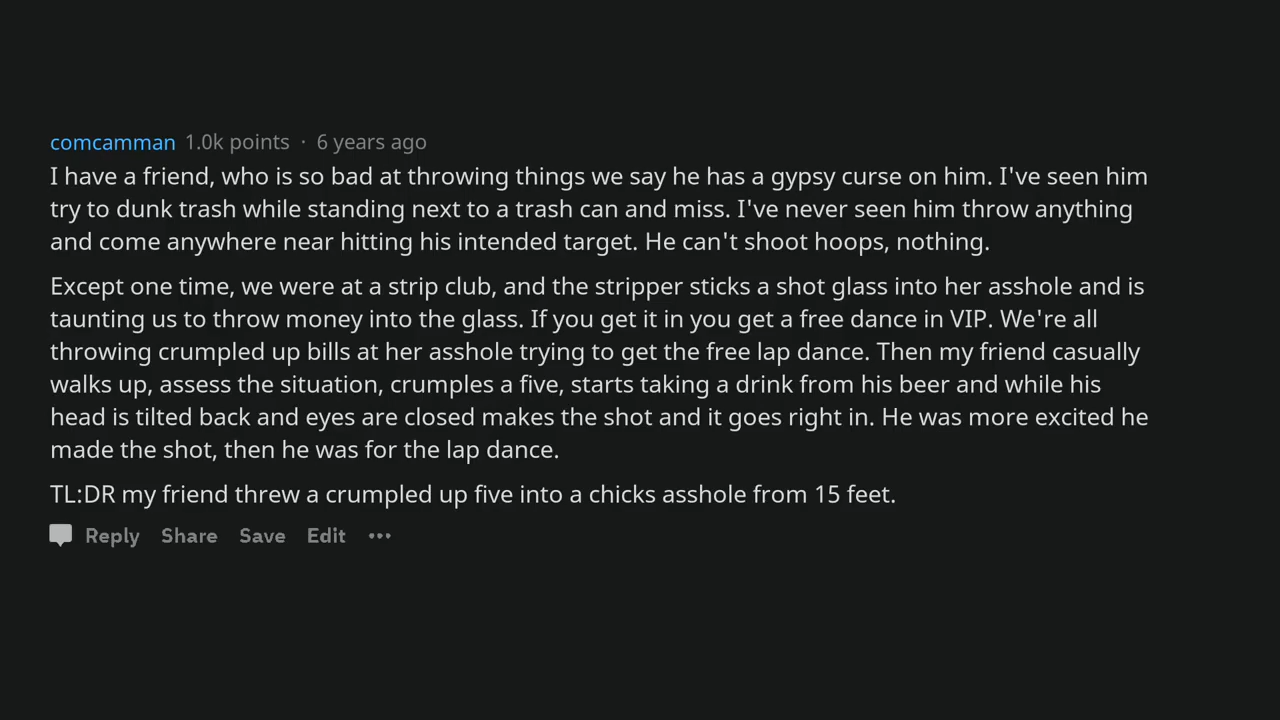 comcamman 1.0k points · 6 years ago
I have a friend, who is so bad at throwing things we say he has a gypsy curse on him. I've seen him
try to dunk trash while standing next to a trash can and miss. I've never seen him throw anything
and come anywhere near hitting his intended target. He can't shoot hoops, nothing.
Except one time, we were at a strip club, and the stripper sticks a shot glass into her asshole and is
taunting us to throw money into the glass. If you get it in you get a free dance in VIP. We're all
throwing crumpled up bills at her asshole trying to get the free lap dance. Then my friend casually
walks up, assess the situation, crumples a five, starts taking a drink from his beer and while his
head is tilted back and eyes are closed makes the shot and it goes right in. He was more excited he
made the shot, then he was for the lap dance.
TL:DR my friend threw a crumpled up five into a chicks asshole from 15 feet.
Reply Share Save Edit •••